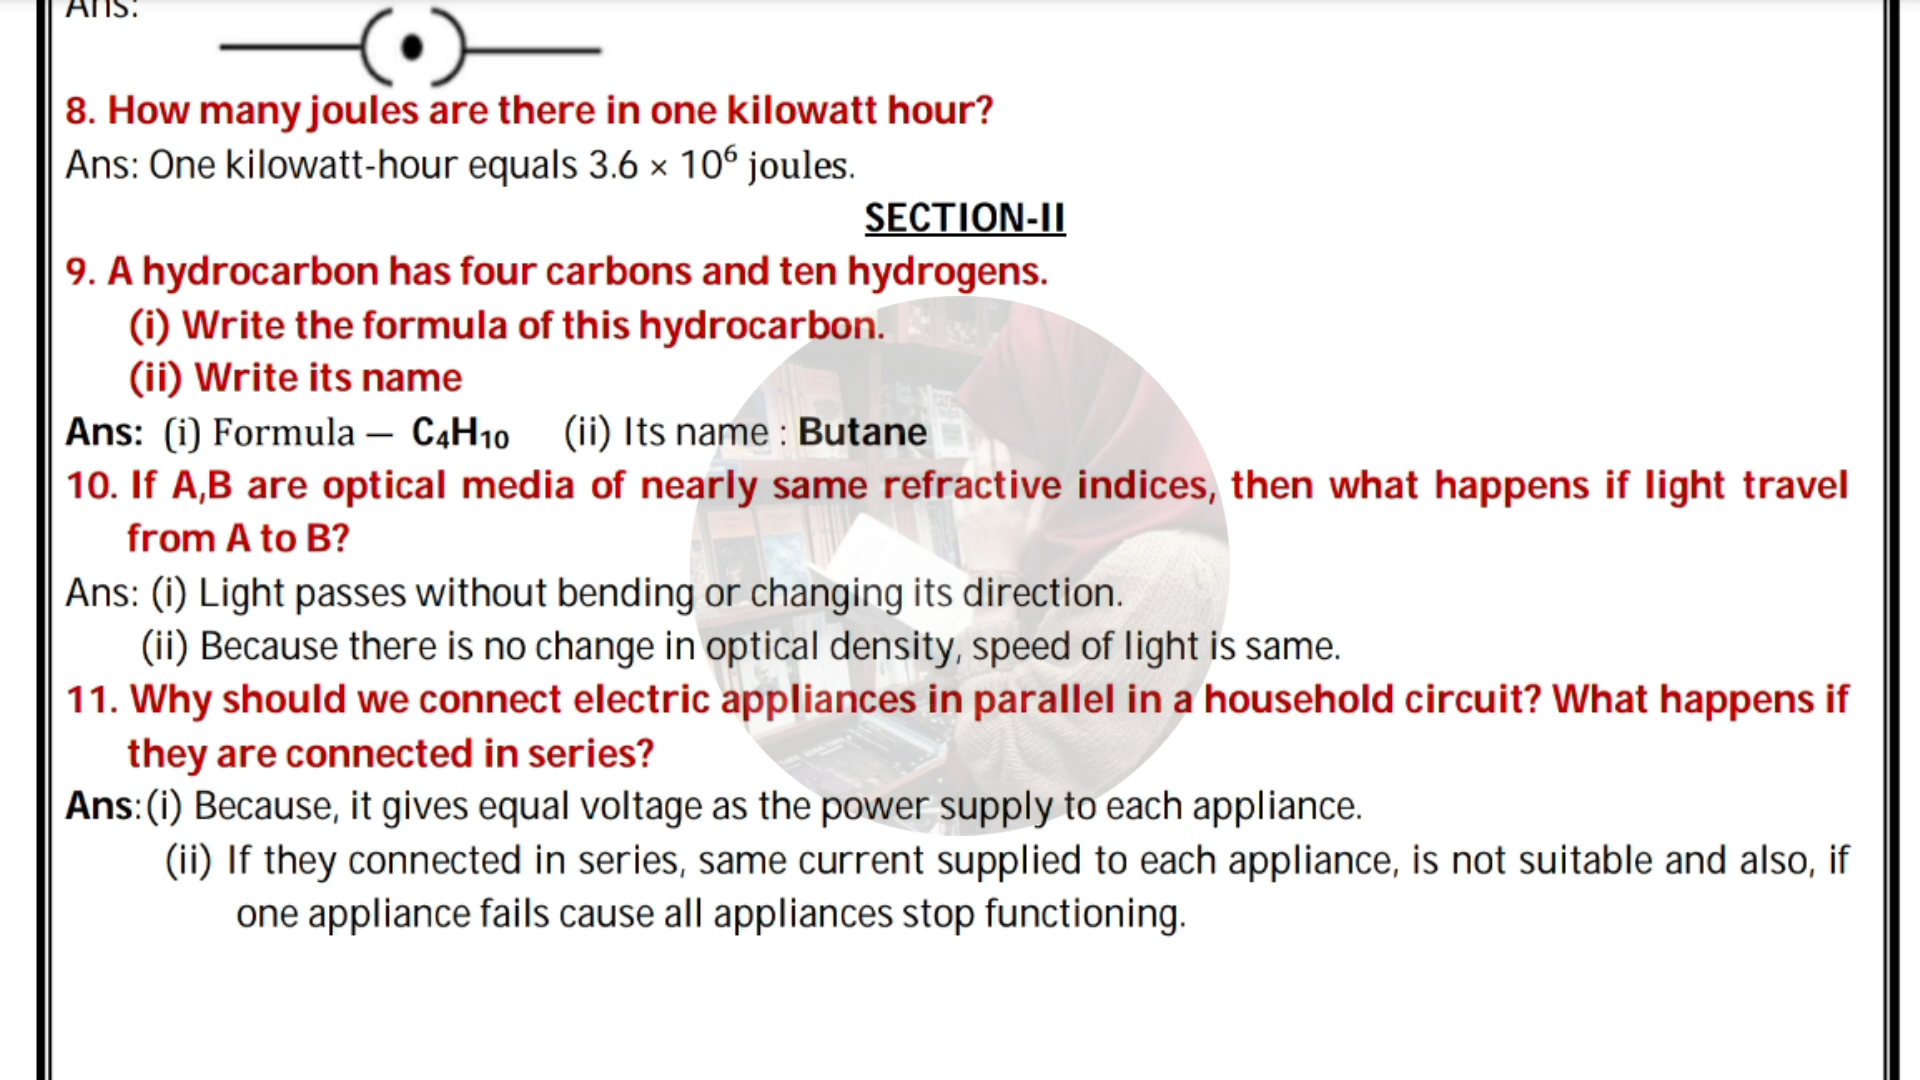 Ans:
8. How many joules are there in one kilowatt hour?
Ans: One kilowatt-hour equals 3.6 × 10⁶ joules.
SECTION-II
9. A hydrocarbon has four carbons and ten hydrogens.
(i) Write the formula of this hydrocarbon.
(ii) Write its name
Ans: (i) Formula – C₄H₁₀ (ii) Its name : Butane
10. If A,B are optical media of nearly same refractive indices, then what happens if light travel
from A to B?
Ans: (i) Light passes without bending or changing its direction.
(ii) Because there is no change in optical density, speed of light is same.
11. Why should we connect electric appliances in parallel in a household circuit? What happens if
they are connected in series?
Ans:(i) Because, it gives equal voltage as the power supply to each appliance.
(ii) If they connected in series, same current supplied to each appliance, is not suitable and also, if
one appliance fails cause all appliances stop functioning.